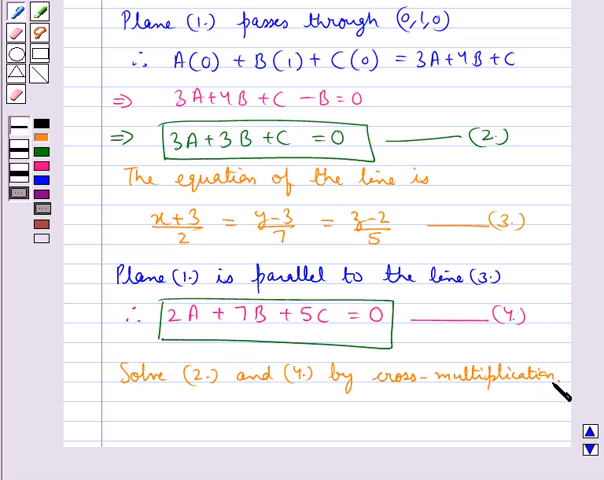 Plane (1.) passes through (0,1,0)
∴ A(0) + B(1) + C(0) = 3A+4B+C
⇒ 3A+4B+C-B=0
⇒ 3A+3B+C =0 ——— (2.)
The equation of the line is
x+3/2 = y-3/7 = z-2/5 ——— (3.)
Plane (1.) is parallel to the line (3.)
∴ 2A + 7B + 5C = 0 ——— (4.)
Solve (2.) and (4.) by cross-multiplication.